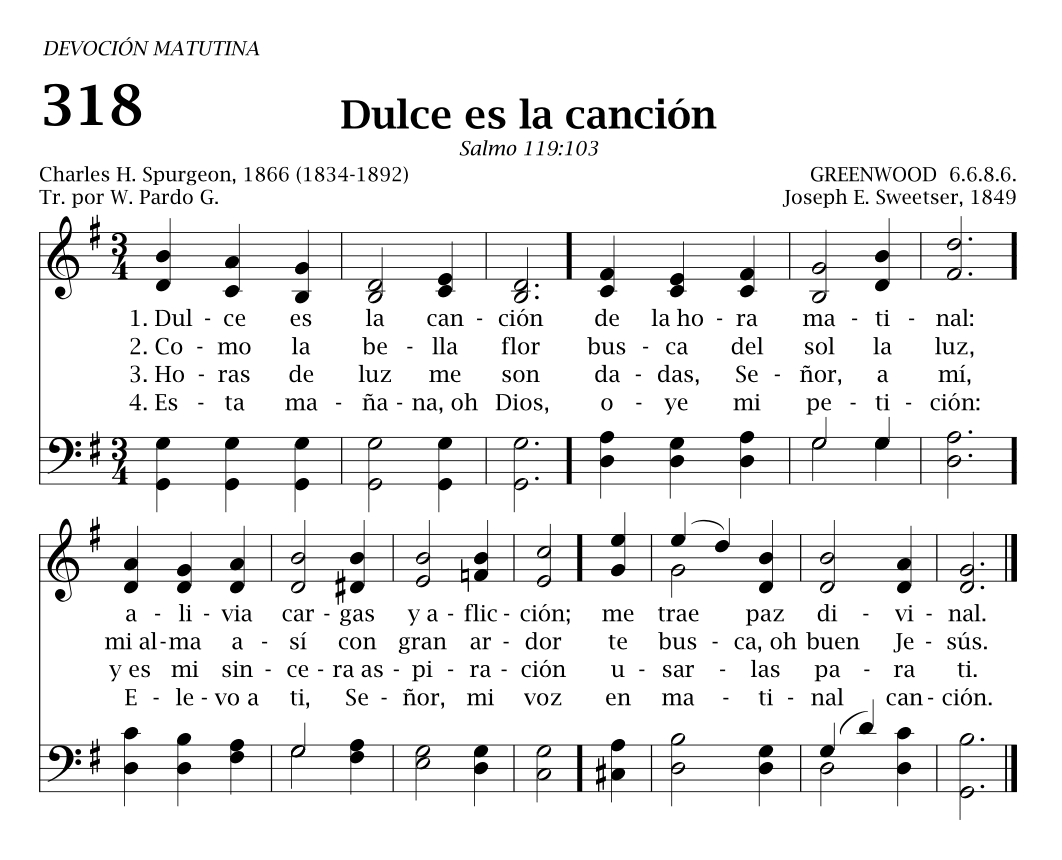 DEVOCIÓN MATUTINA
318
Dulce es la canción
Salmo 119:103
Charles H. Spurgeon, 1866 (1834-1892)
GREENWOOD 6.6.8.6.
Tr. por W. Pardo G.
Joseph E. Sweetser, 1849
1. Dul - ce es la can - ción de la ho - ra ma - ti - nal:
2. Co - mo la be - lla flor bus - ca del sol la luz,
3. Ho - ras de luz me son da - das, Se - ñor, a mí,
4. Es - ta ma - ña - na, oh Dios, o - ye mi pe - ti - ción:
a - li - via car - gas y a - flic - ción; me trae paz di - vi - nal.
mi al - ma a - sí con gran ar - dor te bus - ca, oh buen Je - sús.
y es mi sin - ce - ra as - pi - ra - ción u - sar - las pa - ra ti.
E - le - vo a ti, Se - ñor, mi voz en ma - ti - nal can - ción.